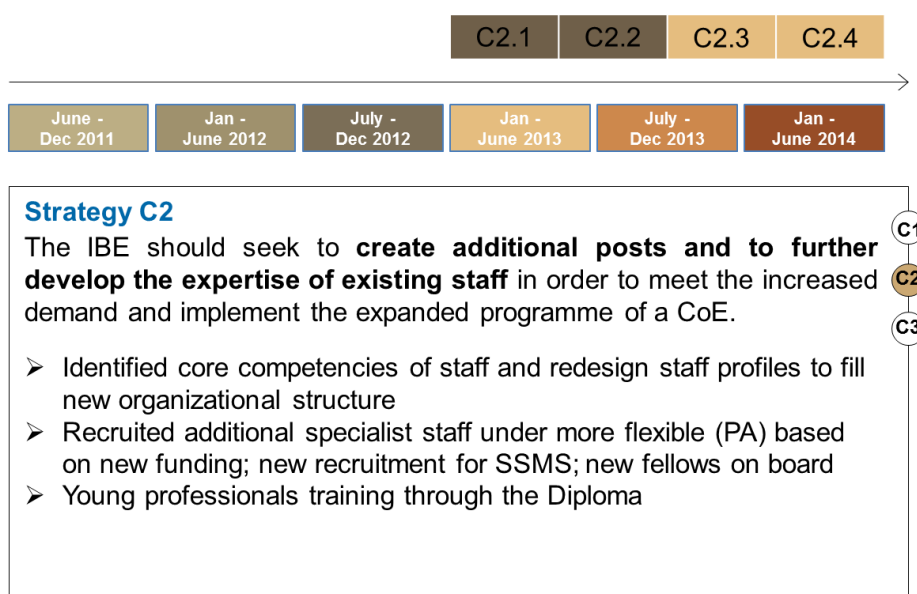 C2.1 C2.2 C2.3 C2.4
June -
Dec 2011
Jan -
June 2012
July -
Dec 2012
Jan -
June 2013
July -
Dec 2013
Jan -
June 2014
Strategy C2
The IBE should seek to create additional posts and to further
develop the expertise of existing staff in order to meet the increased
demand and implement the expanded programme of a CoE.
➢ Identified core competencies of staff and redesign staff profiles to fill
new organizational structure
➢ Recruited additional specialist staff under more flexible (PA) based
on new funding; new recruitment for SSMS; new fellows on board
➢ Young professionals training through the Diploma
C1
C2
C3